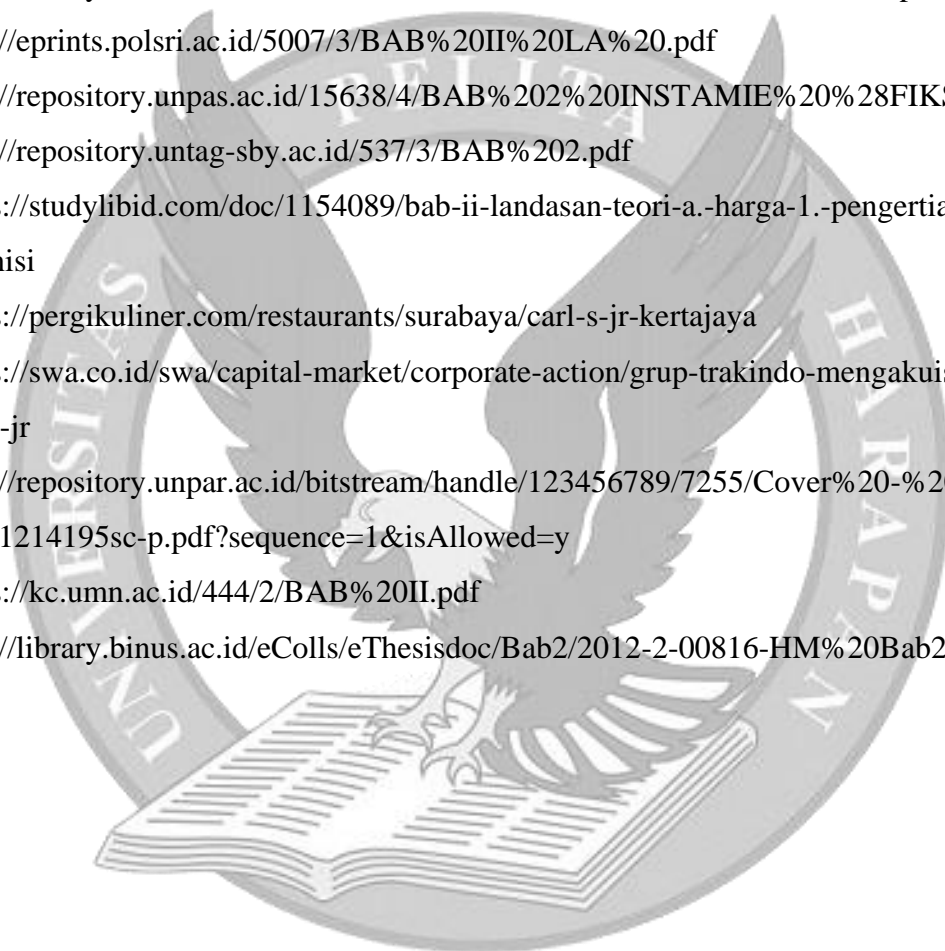 //eprints.polsri.ac.id/5007/3/BAB%20II%20LA%20.pdf
//repository.unpas.ac.id/15638/4/BAB%202%20INSTAMIE%20%28FIKS
//repository.untag-sby.ac.id/537/3/BAB%202.pdf
://studylibid.com/doc/1154089/bab-ii-landasan-teori-a.-harga-1.-pengertia
nisi
://pergikuliner.com/restaurants/surabaya/carl-s-jr-kertajaya
://swa.co.id/swa/capital-market/corporate-action/grup-trakindo-mengakuis
-jr
//repository.unpar.ac.id/bitstream/handle/123456789/7255/Cover%20-%20
1214195sc-p.pdf?sequence=1&isAllowed=y
://kc.umn.ac.id/444/2/BAB%20II.pdf
//library.binus.ac.id/eColls/eThesisdoc/Bab2/2012-2-00816-HM%20Bab2
UNIVERSITAS
PELITA
HARAPAN